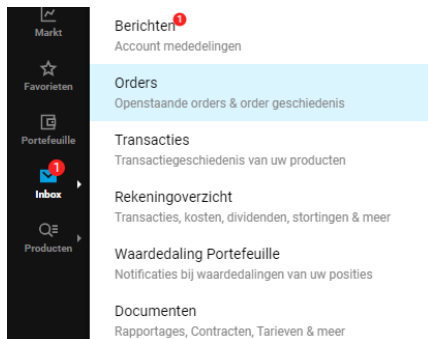 Markt
Favorieten
Portefeuille
1
Inbox
Producten
Berichten 1
Account mededelingen
Orders
Openstaande orders & order geschiedenis
Transacties
Transactiegeschiedenis van uw producten
Rekeningoverzicht
Transacties, kosten, dividenden, stortingen & meer
Waardedaling Portefeuille
Notificaties bij waardedalingen van uw posities
Documenten
Rapportages, Contracten, Tarieven & meer